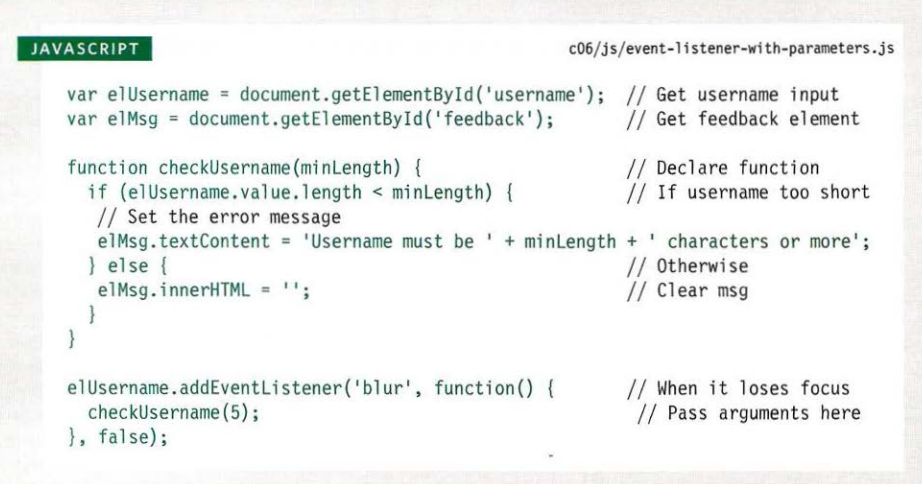 JAVASCRIPT c06/js/event-listener-with-parameters.js
var elUsername = document.getElementById('username'); // Get username input
var elMsg = document.getElementById('feedback'); // Get feedback element
function checkUsername(minLength) { // Declare function
if (elUsername.value.length < minLength) { // If username too short
// Set the error message
elMsg.textContent = 'Username must be ' + minLength + ' characters or more';
} else { // Otherwise
elMsg.innerHTML = ''; // Clear msg
}
}
elUsername.addEventListener('blur', function() { // When it loses focus
checkUsername(5); // Pass arguments here
}, false);